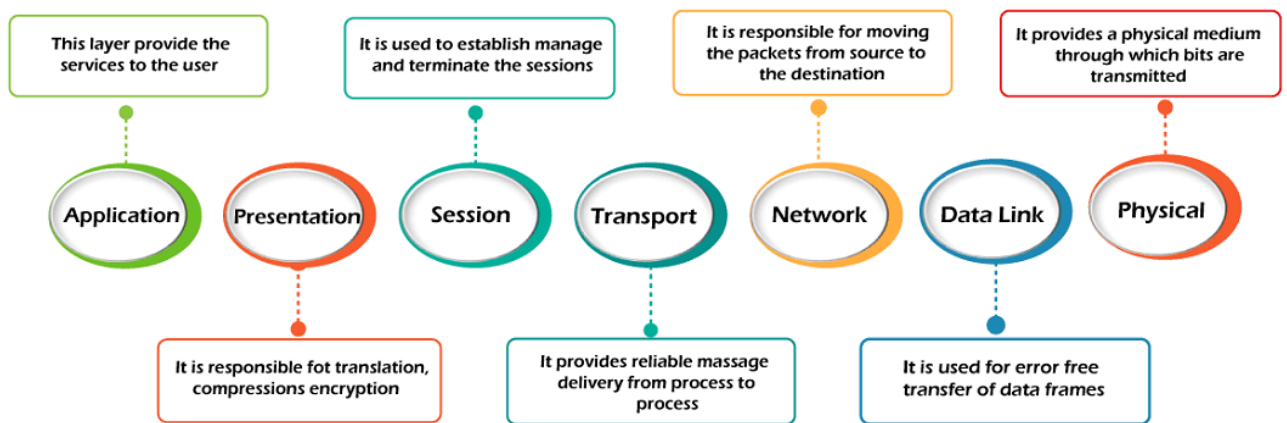 This layer provide the
services to the user
It is used to establish manage
and terminate the sessions
It is responsible for moving
the packets from source to
the destination
It provides a physical medium
through which bits are
transmitted
Application
Presentation
Session
Transport
Network
Data Link
Physical
It is responsible fot translation,
compressions encryption
It provides reliable massage
delivery from process to
process
It is used for error free
transfer of data frames